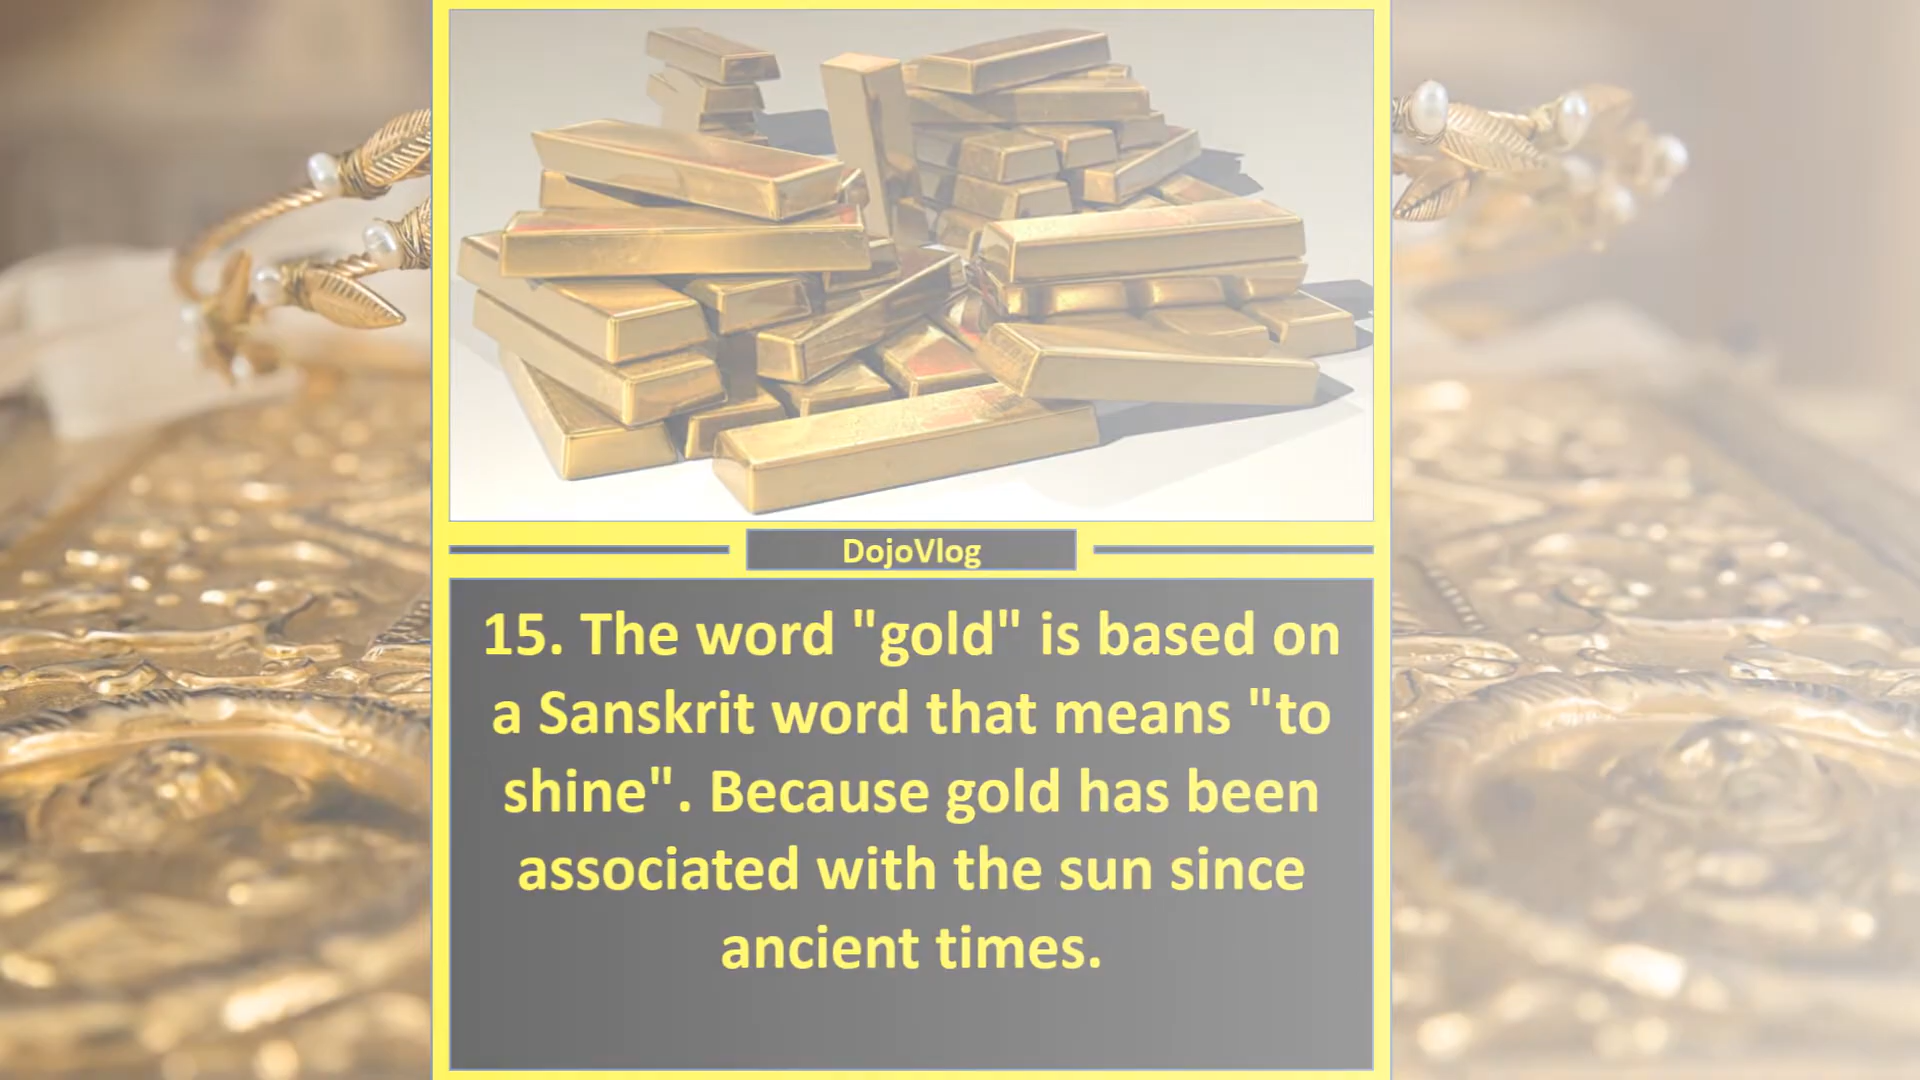 DojoVlog
15. The word "gold" is based on
a Sanskrit word that means "to
shine". Because gold has been
associated with the sun since
ancient times.